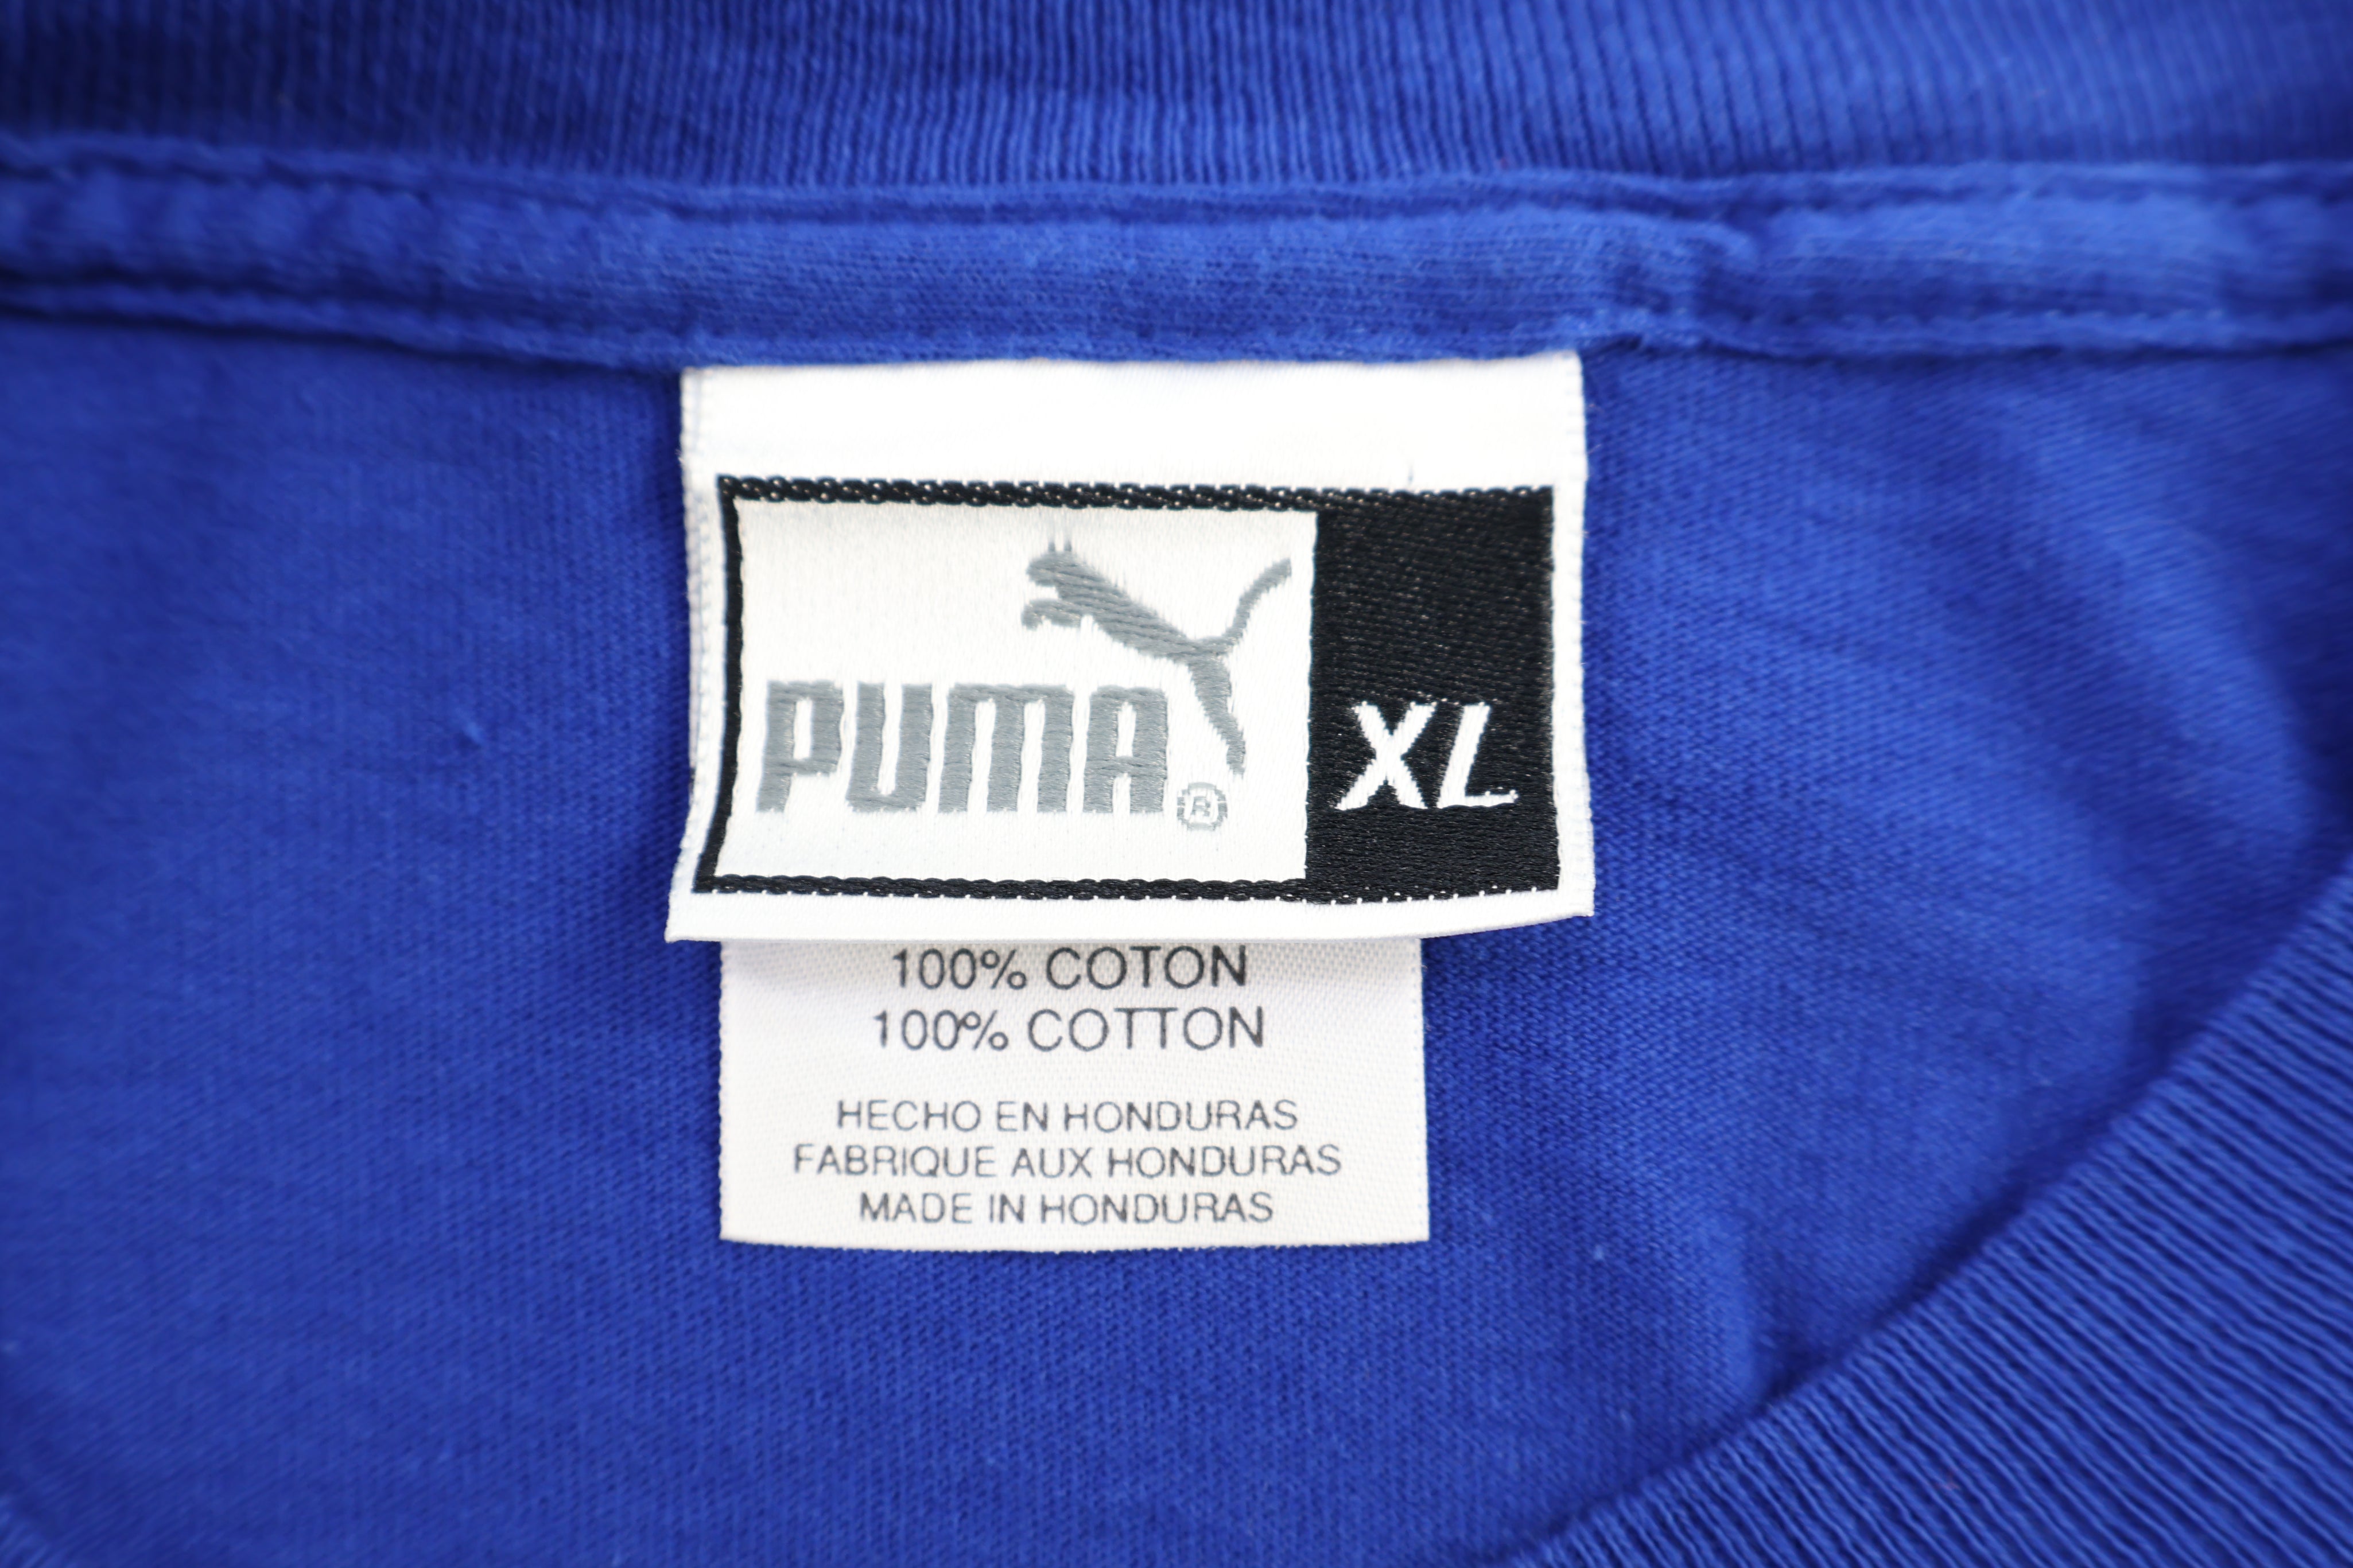 PUMA®
XL
100% COTON
100% COTTON
HECHO EN HONDURAS
FABRIQUE AUX HONDURAS
MADE IN HONDURAS